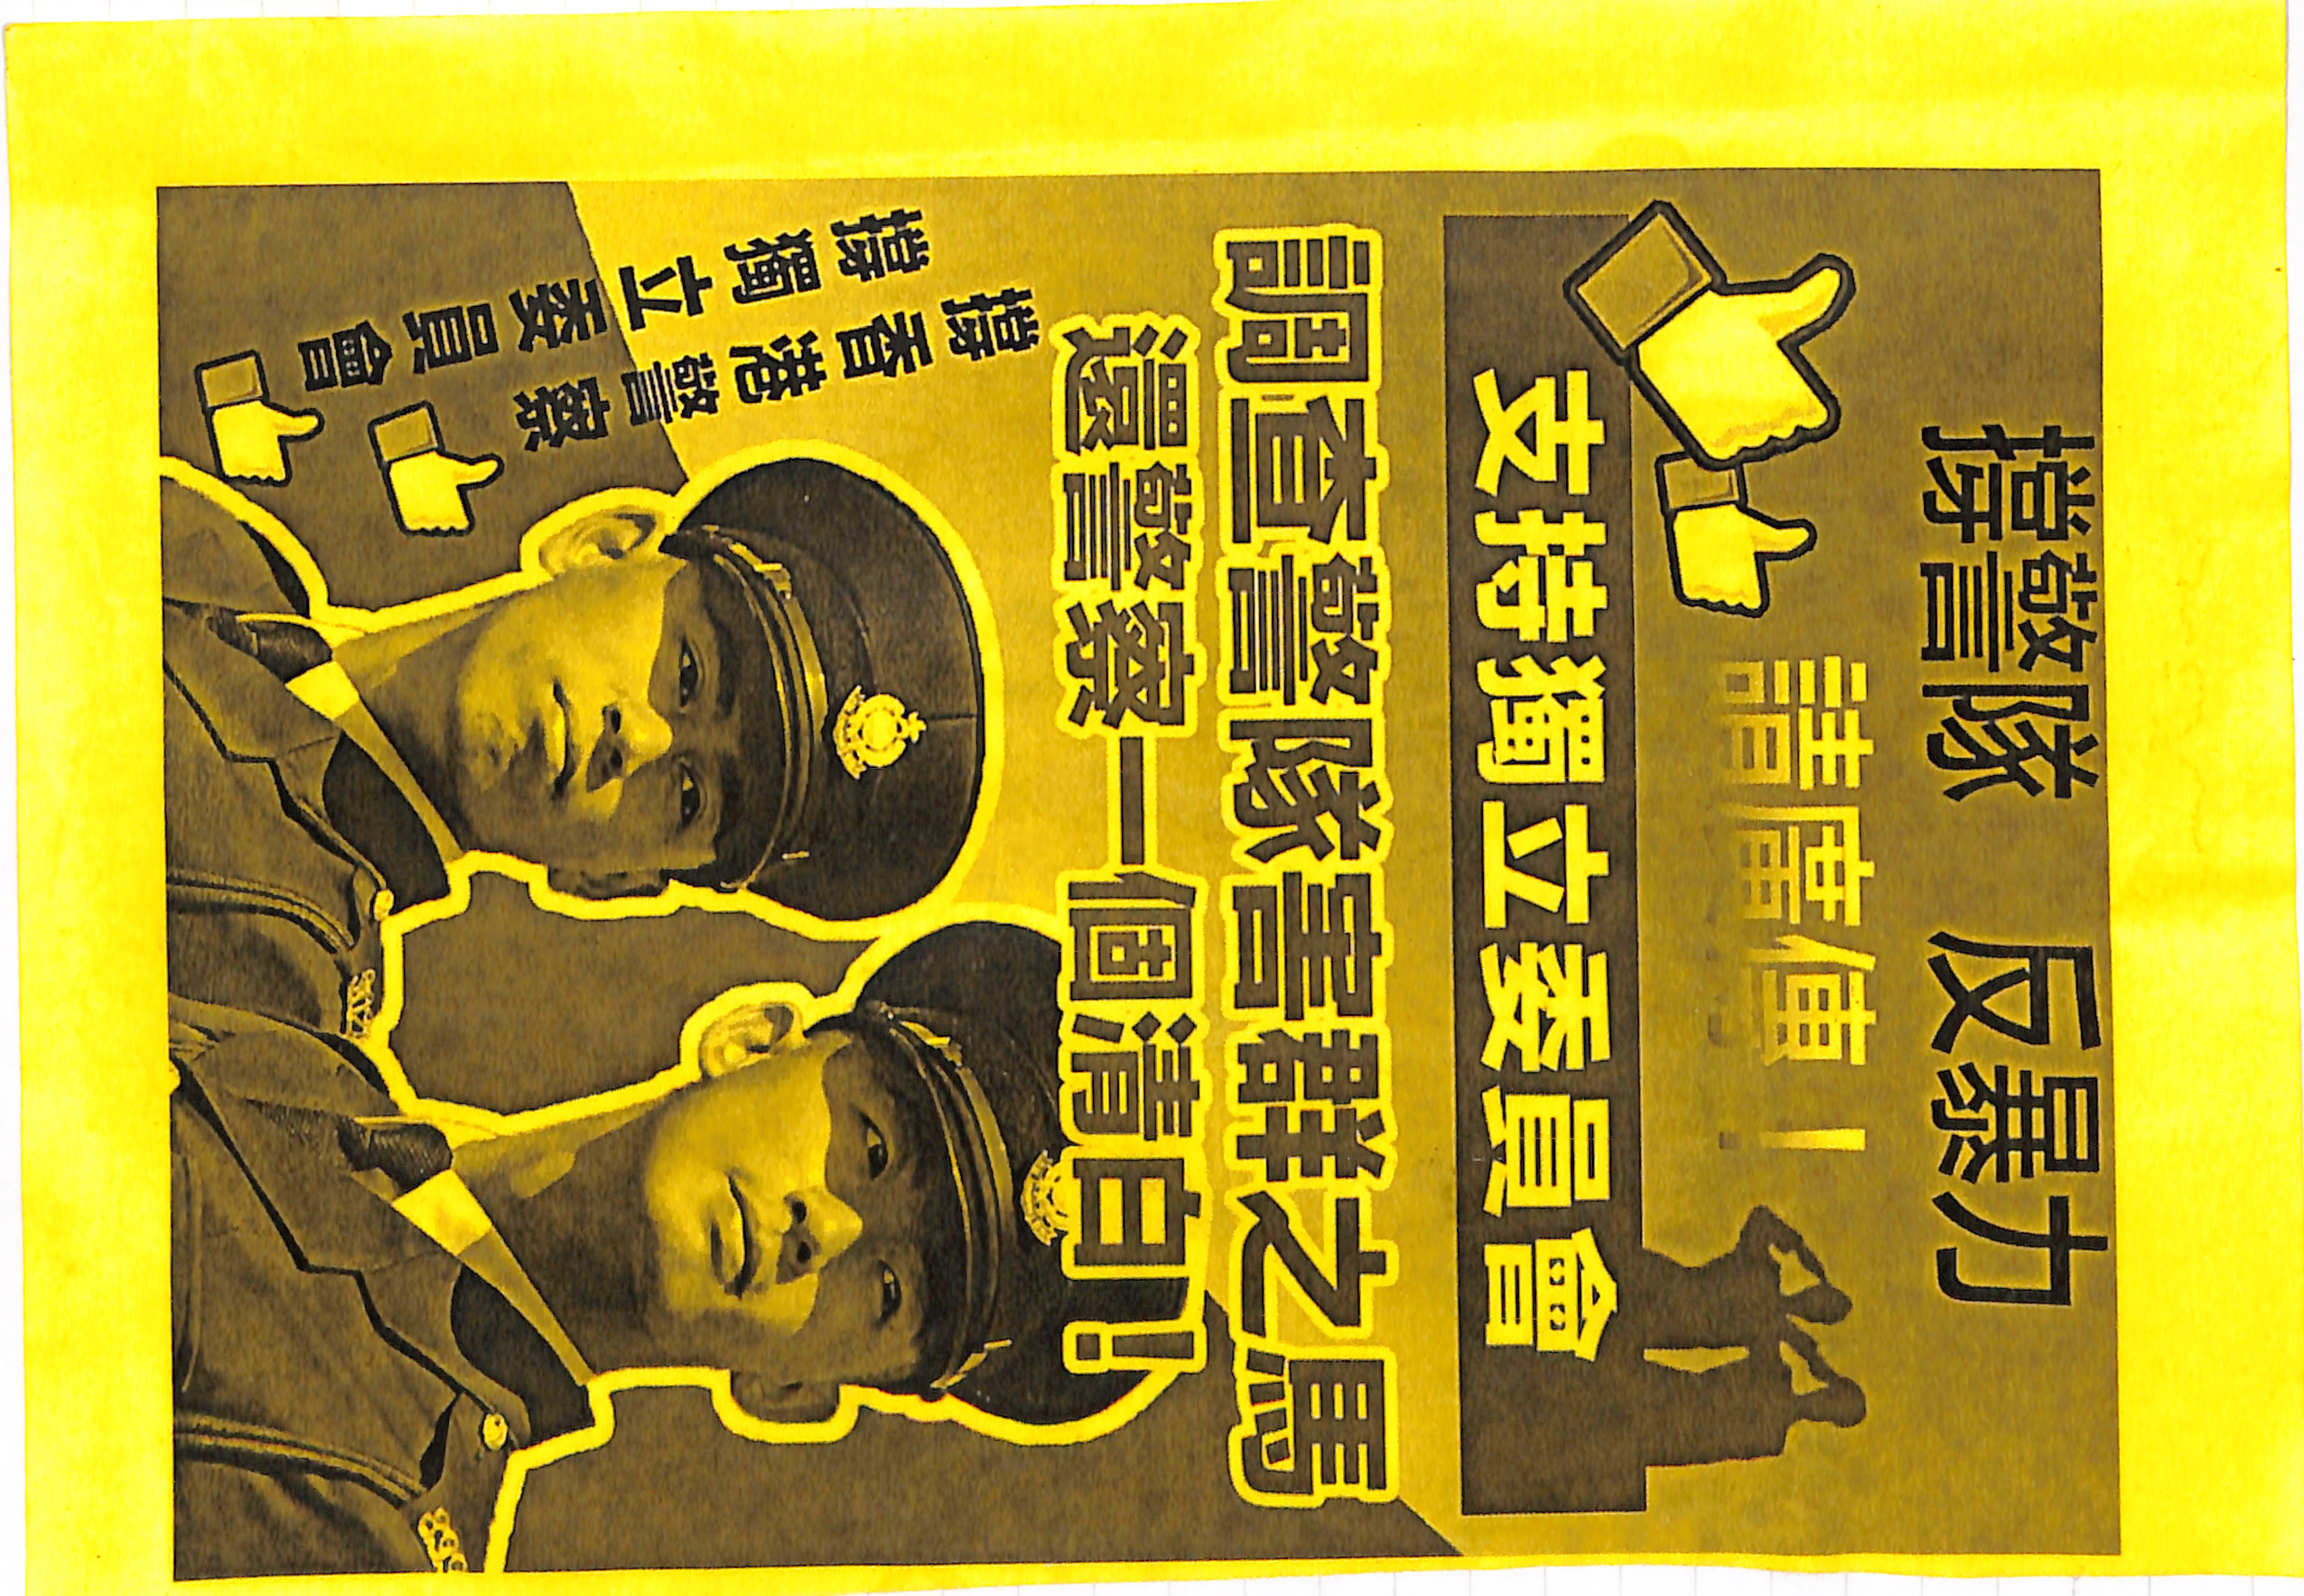 撐警隊 反暴力
請廣傳！
支持獨立委員會
調查警隊害群之馬
還警察一個清白！
撐香港警察
撐獨立委員會